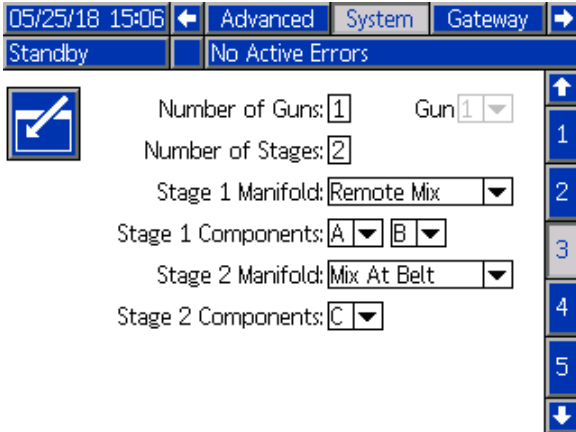 05/25/18 15:06 Advanced System Gateway
Standby No Active Errors
Number of Guns: 1 Gun 1
Number of Stages: 2
Stage 1 Manifold: Remote Mix
Stage 1 Components: A B
Stage 2 Manifold: Mix At Belt
Stage 2 Components: C
1
2
3
4
5